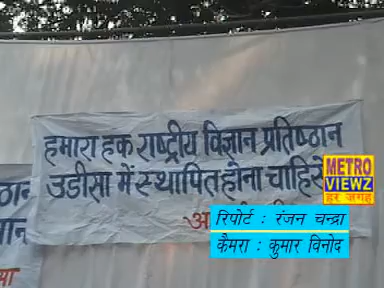 हमारा हक राष्ट्रीय विज्ञान प्रतिष्ठान
उडीसा में स्थापित होना चाहिये
METRO
VIEWZ
हर जगह
रिपोर्ट : रंजन चन्द्रा
कैमरा : कुमार विनोद